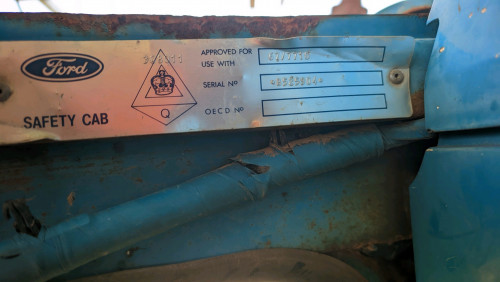 Ford
SAFETY CAB
Q
APPROVED FOR
USE WITH
SERIAL Nº
OECD Nº